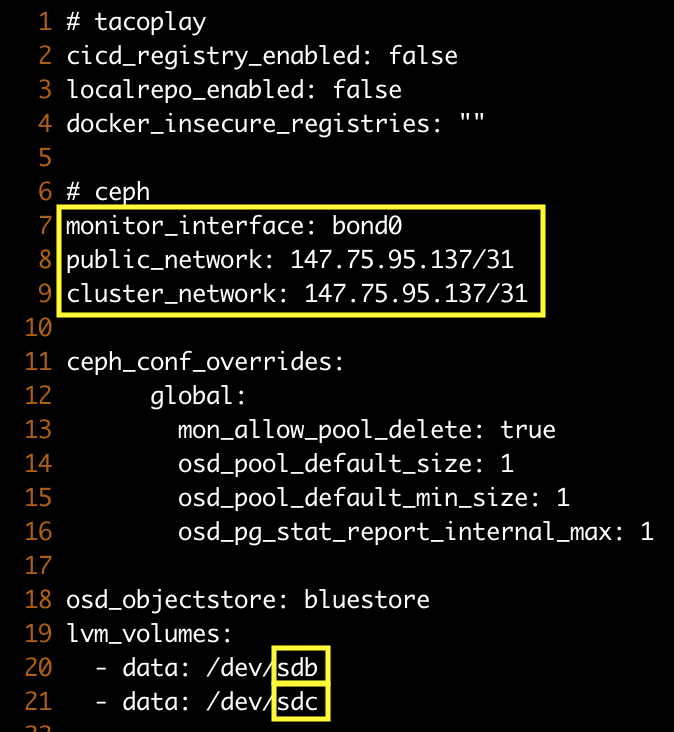 1 # tacoplay
2 cicd_registry_enabled: false
3 localrepo_enabled: false
4 docker_insecure_registries: ""
5
6 # ceph
7 monitor_interface: bond0
8 public_network: 147.75.95.137/31
9 cluster_network: 147.75.95.137/31
10
11 ceph_conf_overrides:
12       global:
13         mon_allow_pool_delete: true
14         osd_pool_default_size: 1
15         osd_pool_default_min_size: 1
16         osd_pg_stat_report_internal_max: 1
17
18 osd_objectstore: bluestore
19 lvm_volumes:
20   - data: /dev/sdb
21   - data: /dev/sdc